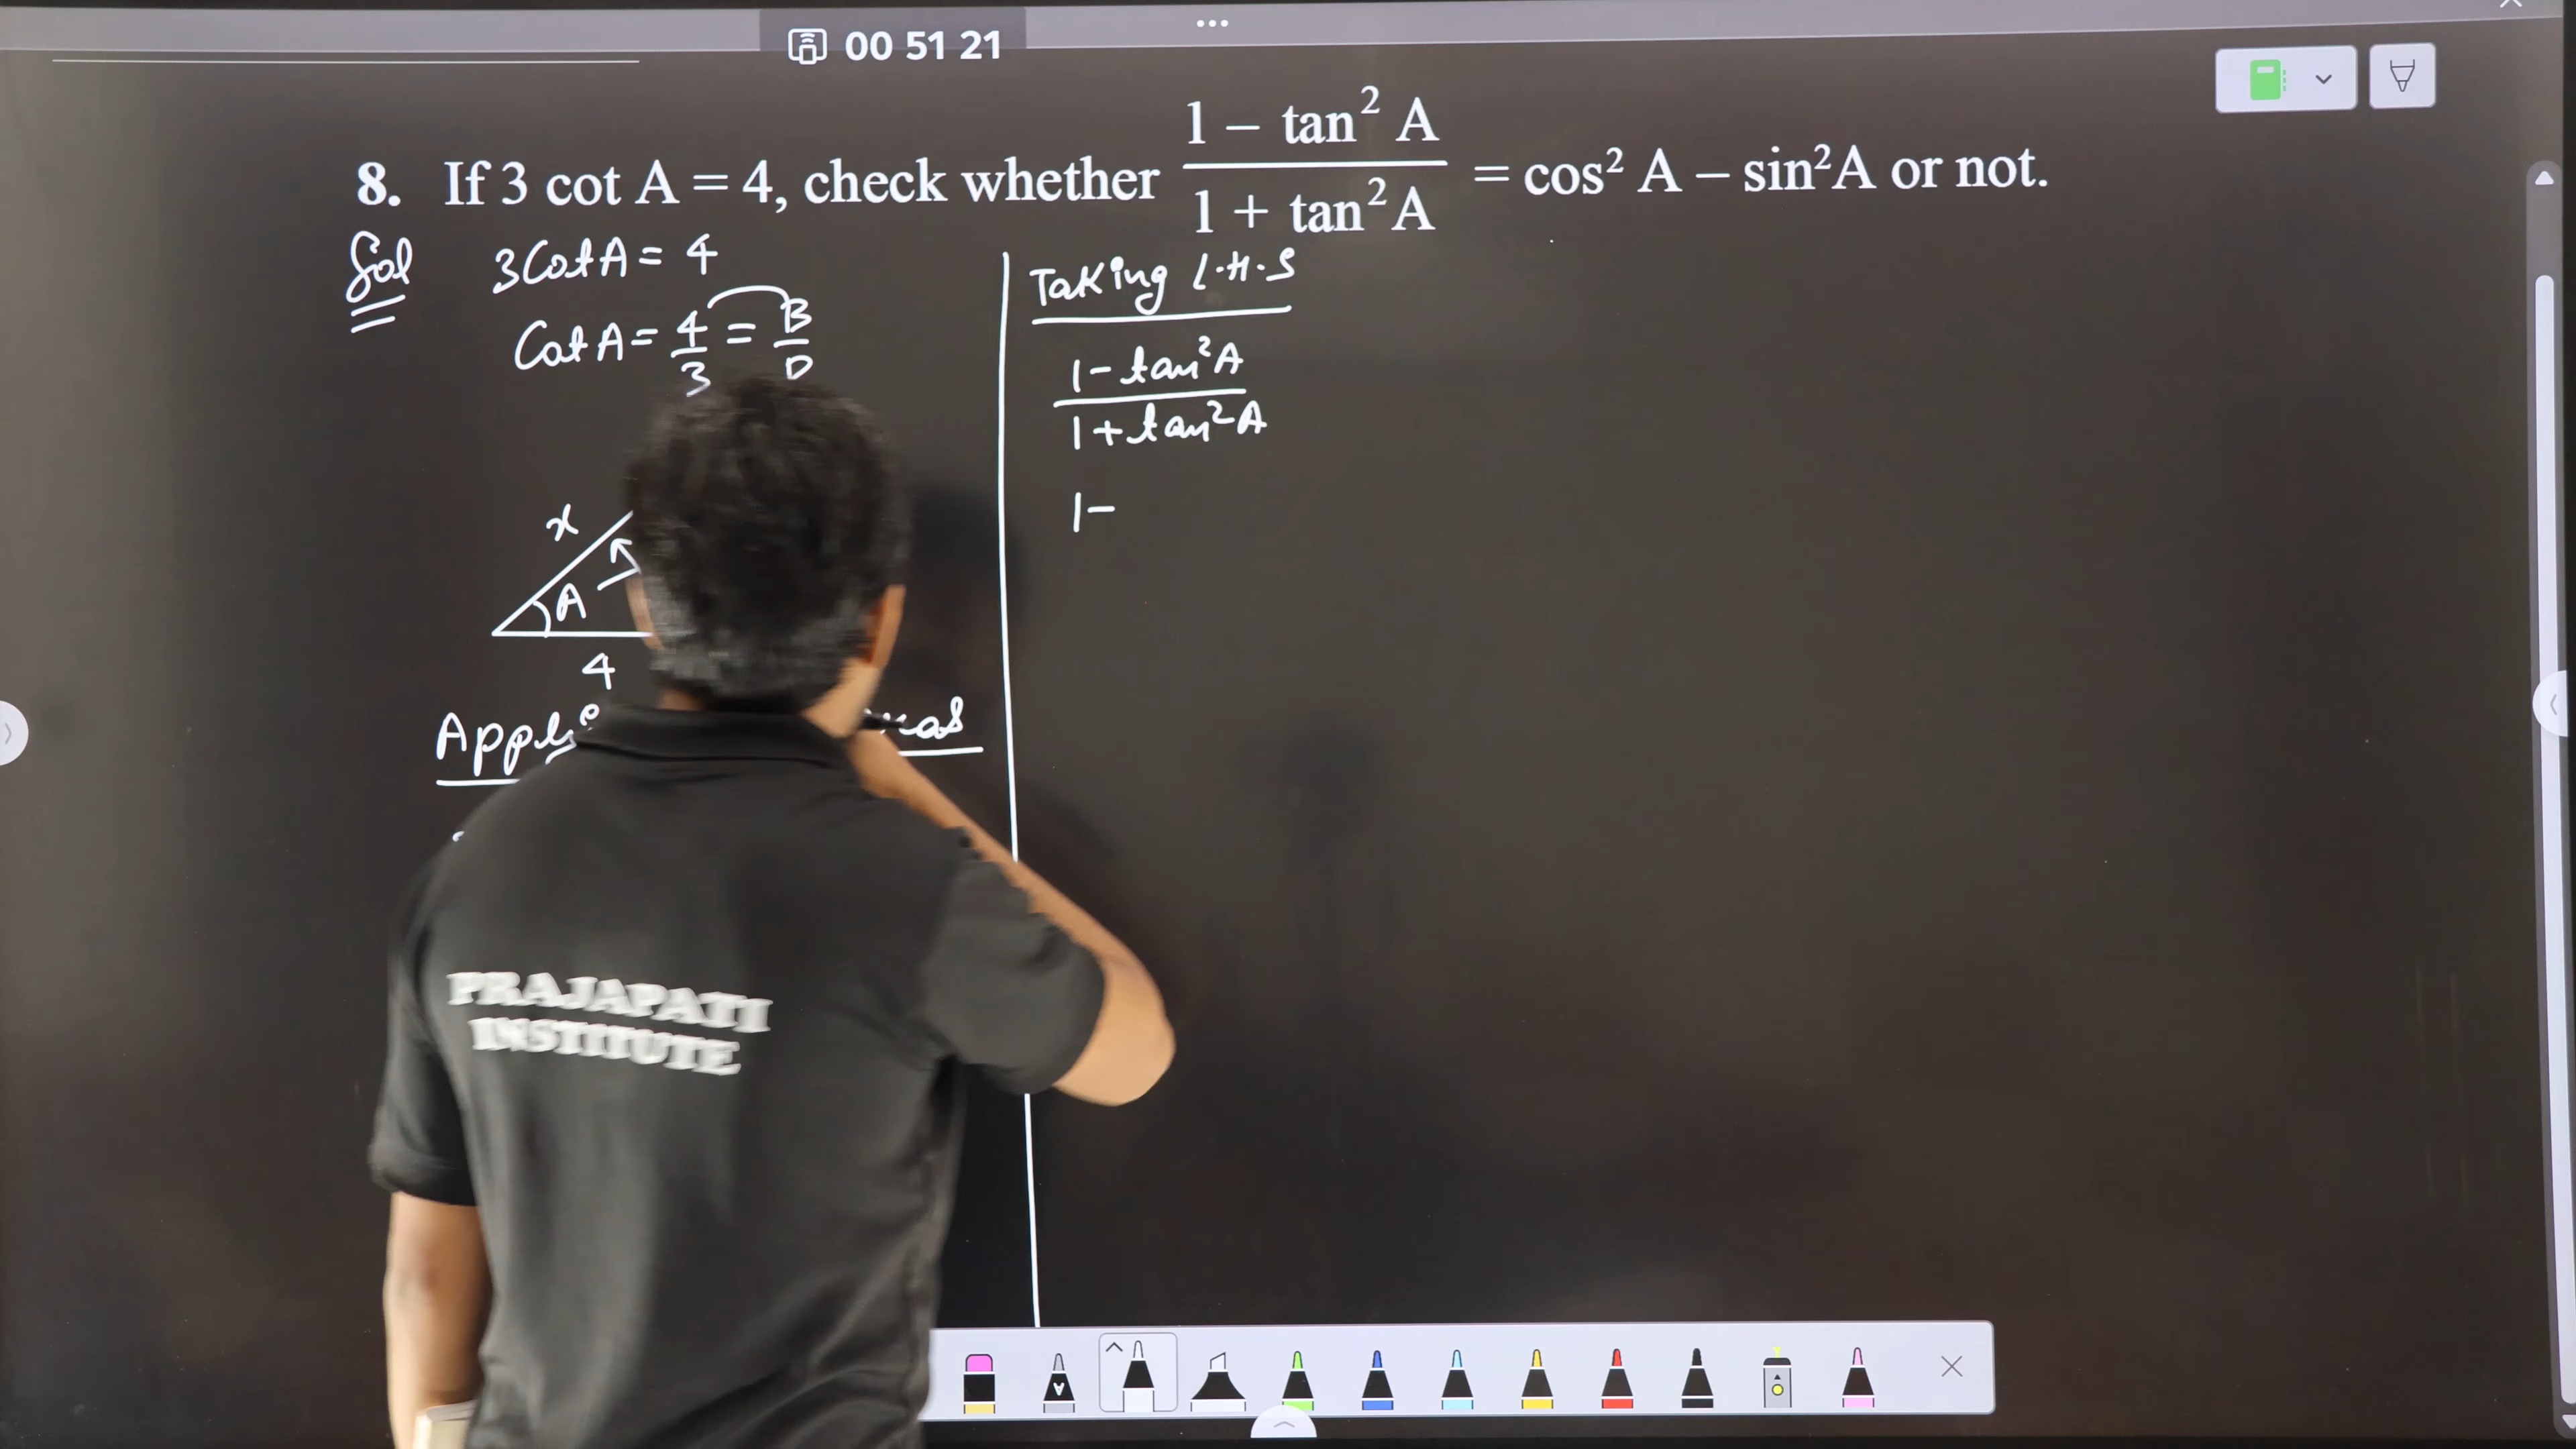 00 51 21
8. If 3 cot A = 4, check whether (1 – tan² A)/(1 + tan² A) = cos² A – sin²A or not.
Sol
3CotA = 4
CotA = 4/3 = B/P
x
A
4
Taking L.H.S
1 - tan²A
1 + tan²A
1 -
PRAJAPATI
INSTITUTE